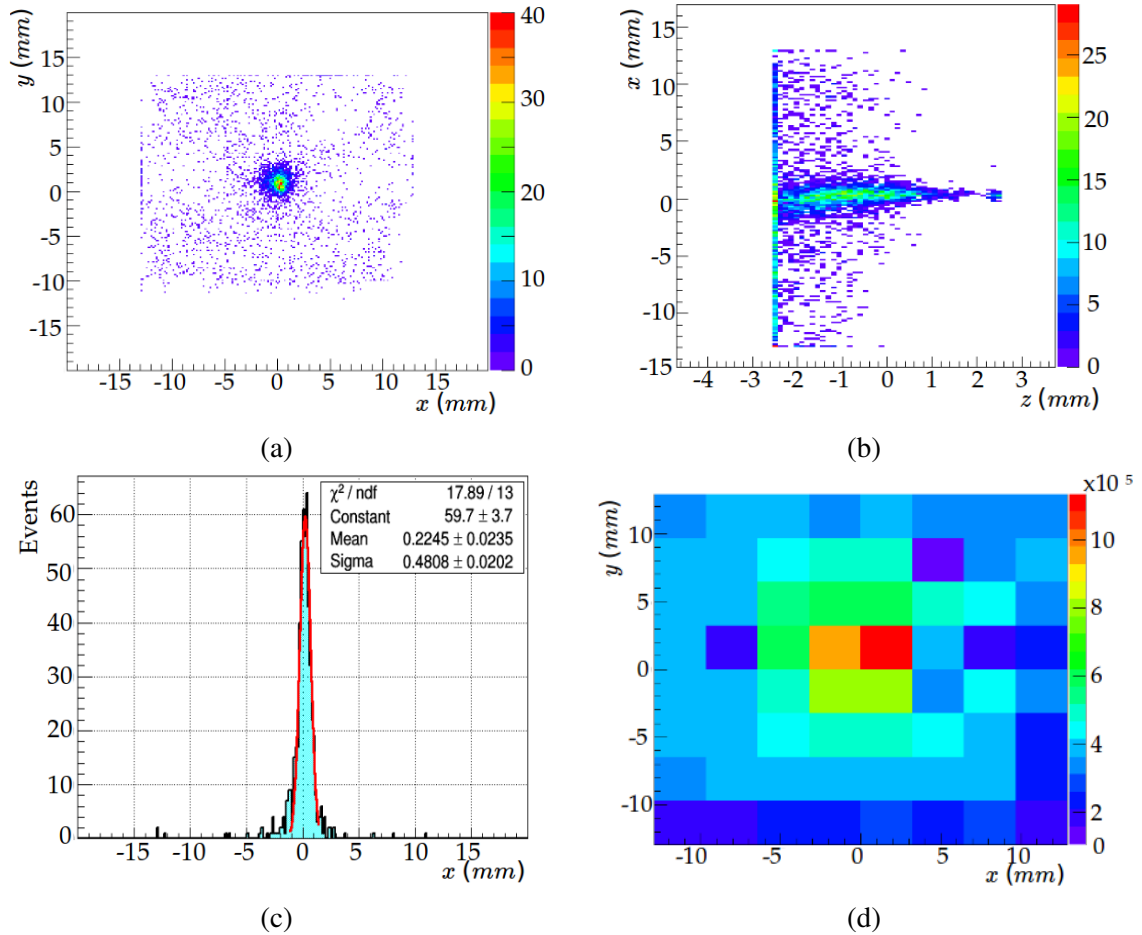 y (mm)
15
10
5
0
-5
-10
-15
-15 -10 -5 0 5 10 15
x (mm)
40
30
20
10
0
(a)
x (mm)
15
10
5
0
-5
-10
-15
-4 -3 -2 -1 0 1 2 3
z (mm)
25
20
15
10
5
0
(b)
Events
60
50
40
30
20
10
0
-15 -10 -5 0 5 10 15
x (mm)
χ² / ndf 17.89 / 13
Constant 59.7 ± 3.7
Mean 0.2245 ± 0.0235
Sigma 0.4808 ± 0.0202
(c)
y (mm)
10
5
0
-5
-10
-10 -5 0 5 10
x (mm)
x10 5
10
8
6
4
2
0
(d)